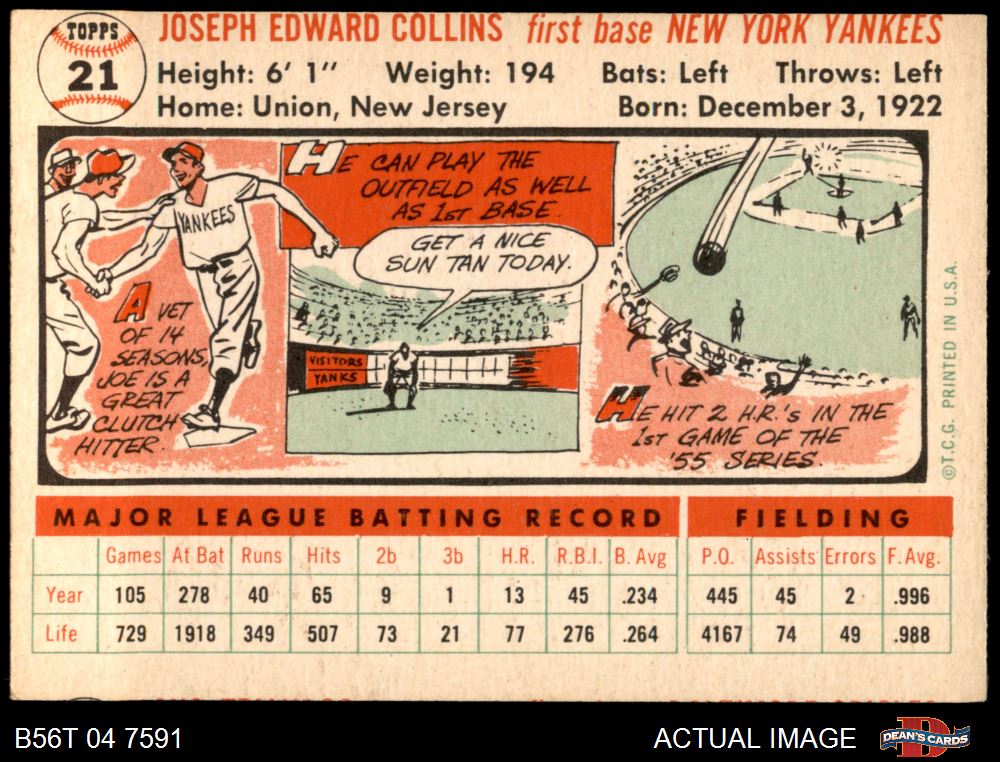 TOPPS
21
JOSEPH EDWARD COLLINS first base NEW YORK YANKEES
Height: 6' 1" Weight: 194 Bats: Left Throws: Left
Home: Union, New Jersey Born: December 3, 1922
YANKEES
A VET
OF 14
SEASONS,
JOE IS A
GREAT
CLUTCH
HITTER.
HE CAN PLAY THE
OUTFIELD AS WELL
AS 1ST BASE.
GET A NICE
SUN TAN TODAY.
VISITORS
YANKS
HE HIT 2 H.R.'s IN THE
1ST GAME OF THE
'55 SERIES.
©T.C.G. PRINTED IN U.S.A.
MAJOR LEAGUE BATTING RECORD FIELDING
Games At Bat Runs Hits 2b 3b H.R. R.B.I. B. Avg P.O. Assists Errors F. Avg.
Year 105 278 40 65 9 1 13 45 .234 445 45 2 .996
Life 729 1918 349 507 73 21 77 276 .264 4167 74 49 .988
B56T 04 7591
ACTUAL IMAGE
DEAN'S CARDS